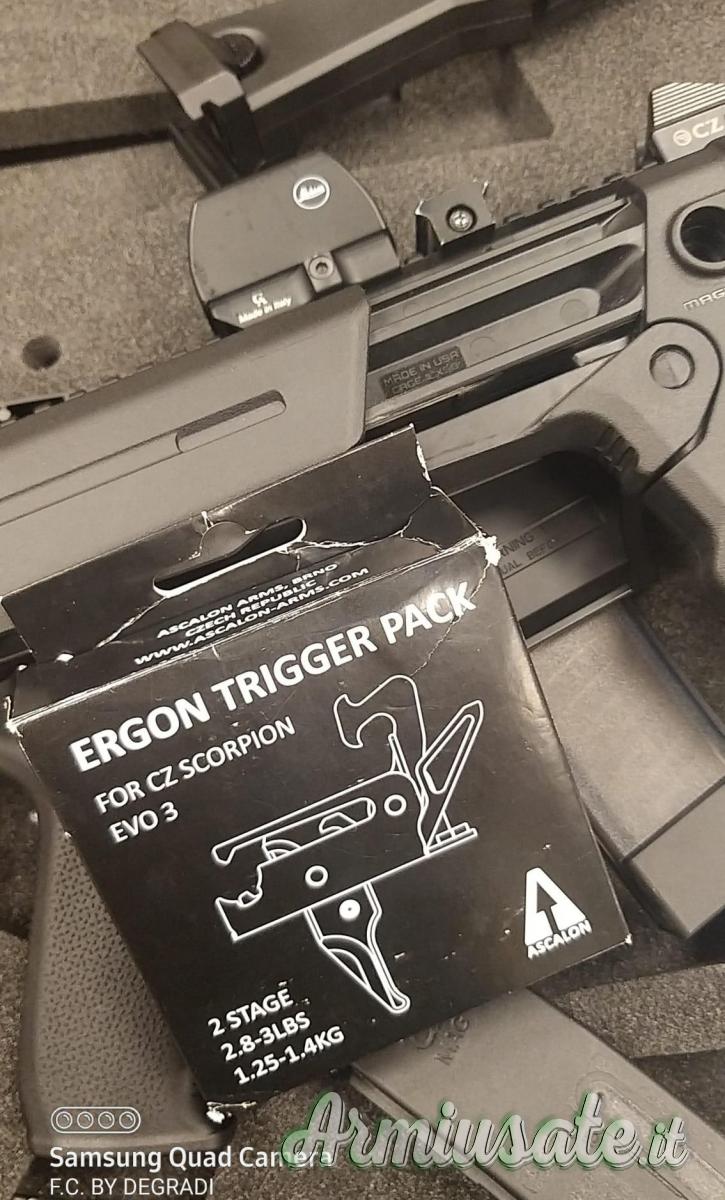 CZ
Leica
Made in Italy
MAG
MADE IN USA
ASCALON ARMS, BRNO
CZECH REPUBLIC
WWW.ASCALON-ARMS.COM
ERGON TRIGGER PACK
FOR CZ SCORPION
EVO 3
ASCALON
2 STAGE
2.8-3LBS
1.25-1.4KG
Samsung Quad Camera
F.C. BY DEGRADI
Armiusate.it